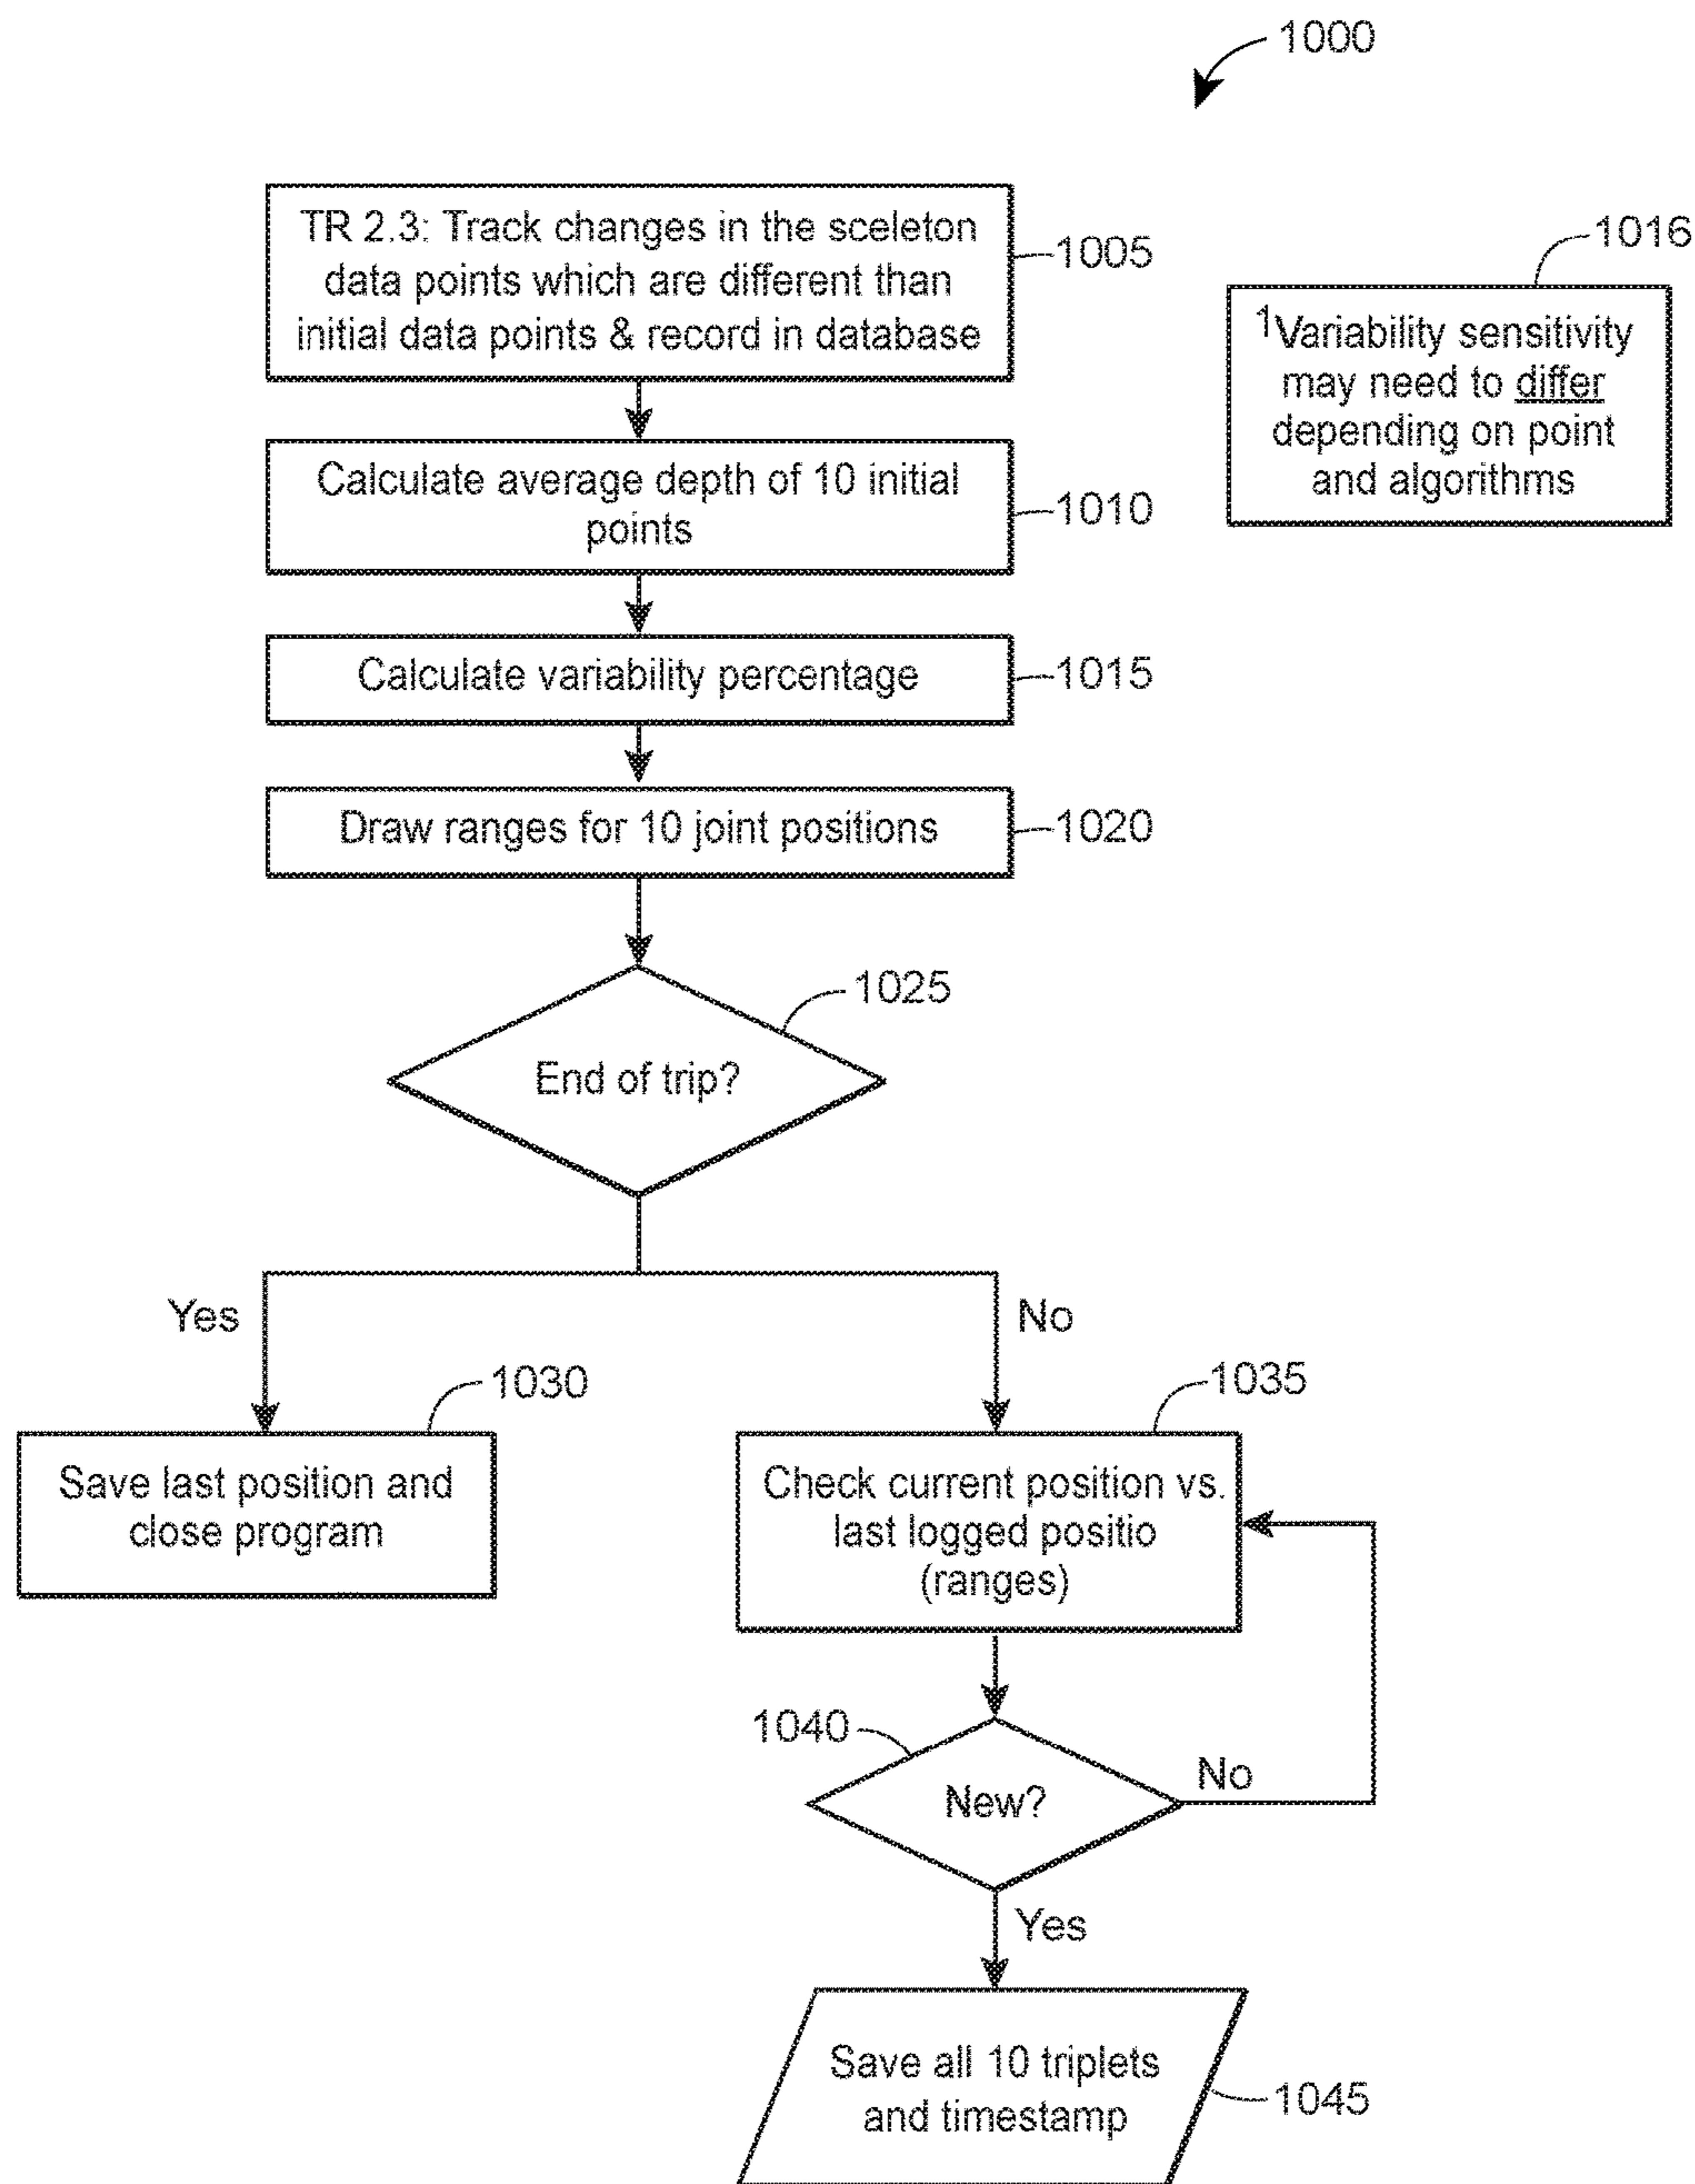 1000
TR 2.3: Track changes in the sceleton
data points which are different than
initial data points & record in database
1005
1016
1Variability sensitivity
may need to differ
depending on point
and algorithms
Calculate average depth of 10 initial
points
1010
Calculate variability percentage
1015
Draw ranges for 10 joint positions
1020
1025
End of trip?
Yes
No
1030
Save last position and
close program
1035
Check current position vs.
last logged positio
(ranges)
1040
New?
No
Yes
Save all 10 triplets
and timestamp
1045